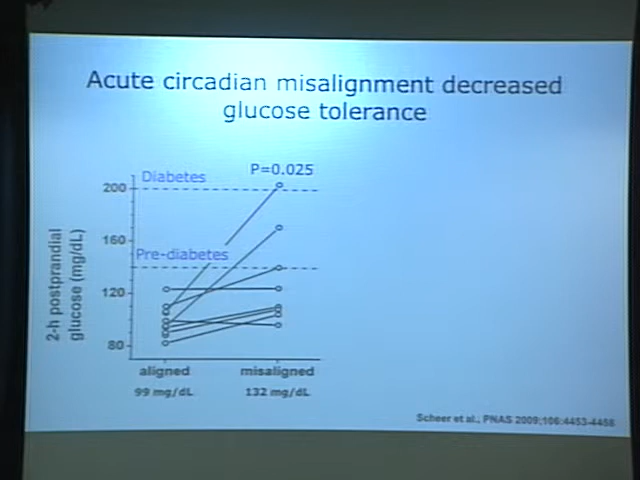 Acute circadian misalignment decreased
glucose tolerance
Diabetes
P=0.025
200
160
Pre-diabetes
120
80
2-h postprandial
glucose (mg/dL)
aligned
misaligned
99 mg/dL
132 mg/dL
Scheer et al., PNAS 2009;106:4453-4458